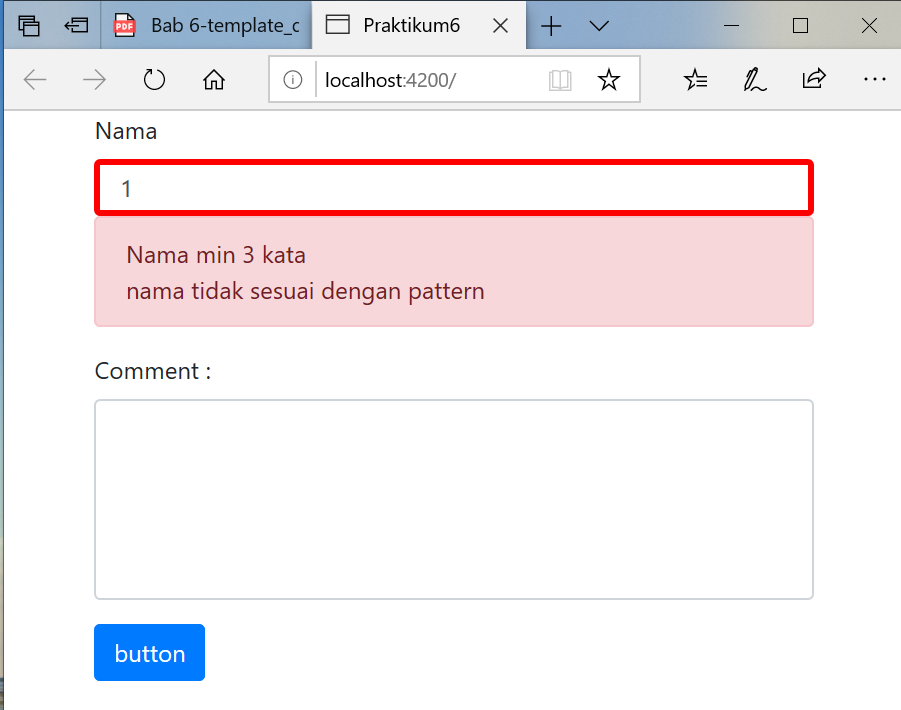 PDF
Bab 6-template_c
Praktikum6
localhost:4200/
Nama
1
Nama min 3 kata
nama tidak sesuai dengan pattern
Comment :
button